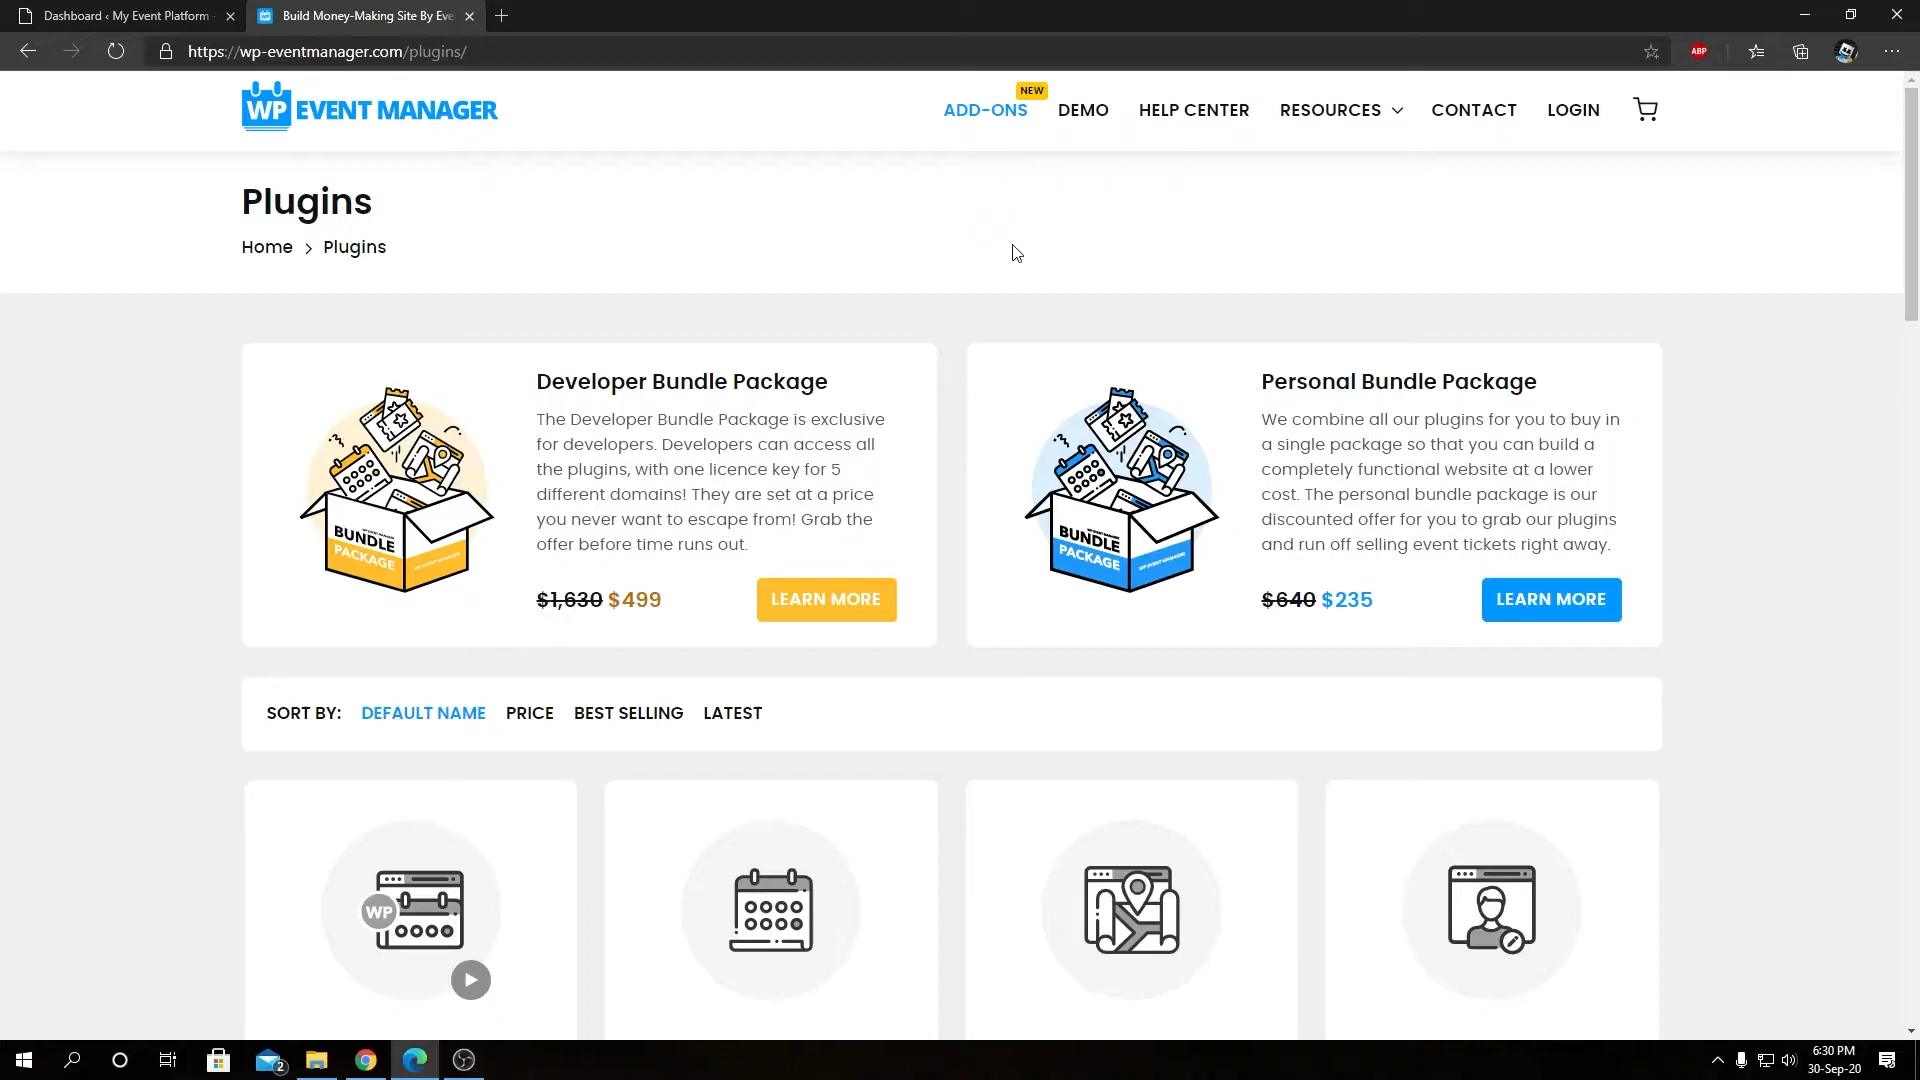 Dashboard ‹ My Event Platform
Build Money-Making Site By Eve
https://wp-eventmanager.com/plugins/
ABP
WP EVENT MANAGER
NEW
ADD-ONS DEMO HELP CENTER RESOURCES CONTACT LOGIN
Plugins
Home > Plugins
BUNDLE
PACKAGE
Developer Bundle Package
The Developer Bundle Package is exclusive
for developers. Developers can access all
the plugins, with one licence key for 5
different domains! They are set at a price
you never want to escape from! Grab the
offer before time runs out.
$1,630 $499
LEARN MORE
BUNDLE
PACKAGE
Personal Bundle Package
We combine all our plugins for you to buy in
a single package so that you can build a
completely functional website at a lower
cost. The personal bundle package is our
discounted offer for you to grab our plugins
and run off selling event tickets right away.
$640 $235
LEARN MORE
SORT BY: DEFAULT NAME PRICE BEST SELLING LATEST
WP
2
6:30 PM
30-Sep-20